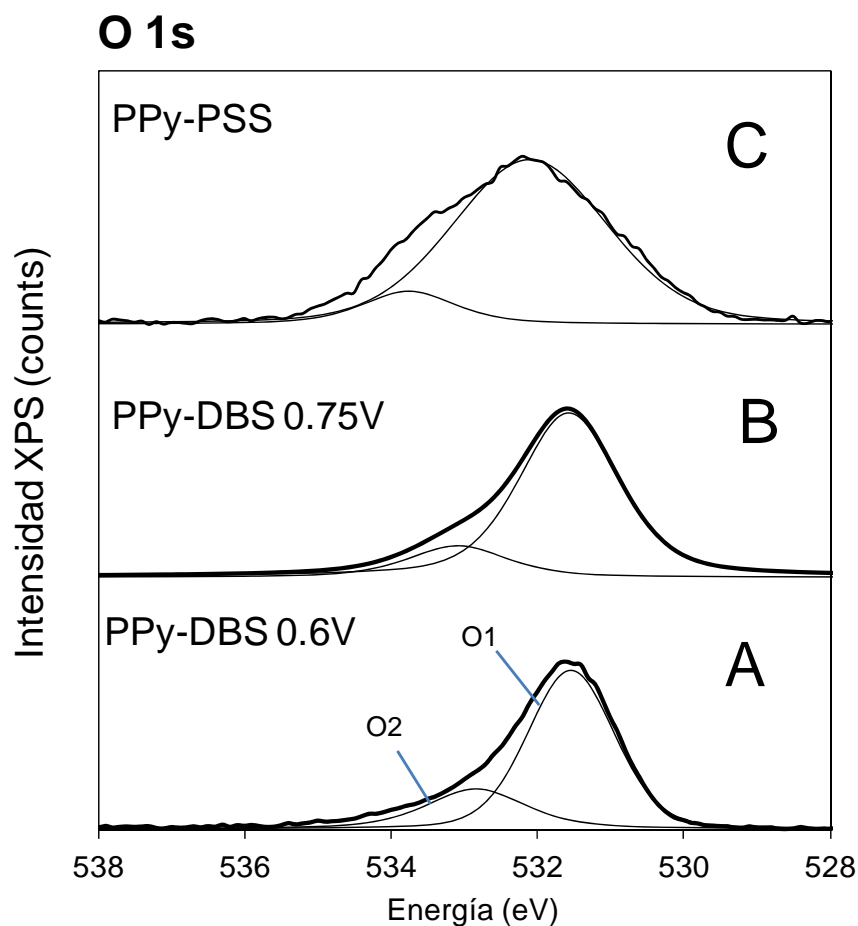 O 1s
PPy-PSS
C
PPy-DBS 0.75V
B
PPy-DBS 0.6V
O1
A
O2
Intensidad XPS (counts)
538 536 534 532 530 528
Energía (eV)